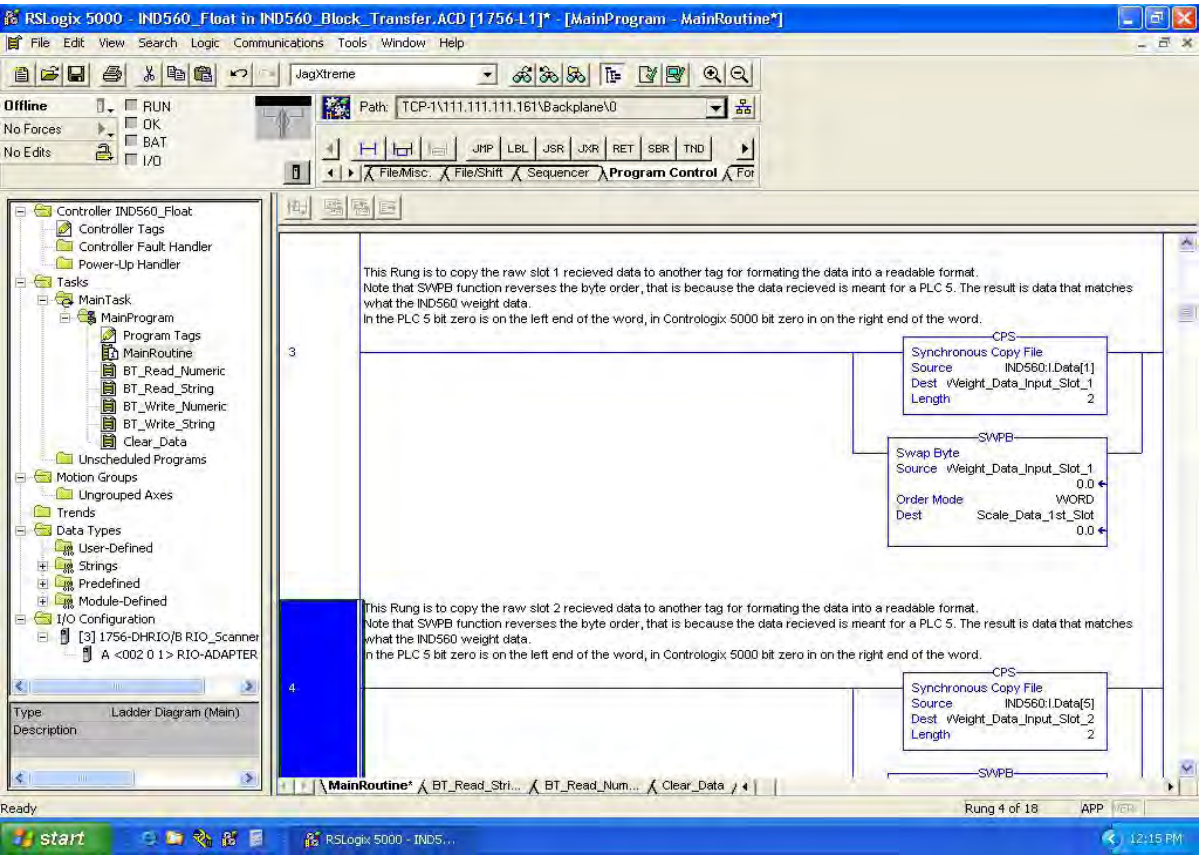 RSLogix 5000 - IND560_Float in IND560_Block_Transfer.ACD [1756-L1]* - [MainProgram - MainRoutine*]
File Edit View Search Logic Communications Tools Window Help
JagXtreme
Offline
RUN
Path: TCP-1\111.111.111.161\Backplane\0
No Forces
OK
BAT
No Edits
I/O
JMP LBL JSR JXR RET SBR TND
File/Misc. File/Shift Sequencer Program Control For
Controller IND560_Float
Controller Tags
Controller Fault Handler
Power-Up Handler
Tasks
MainTask
MainProgram
Program Tags
MainRoutine
BT_Read_Numeric
BT_Read_String
BT_Write_Numeric
BT_Write_String
Clear_Data
Unscheduled Programs
Motion Groups
Ungrouped Axes
Trends
Data Types
User-Defined
Strings
Predefined
Module-Defined
I/O Configuration
[3] 1756-DHRIO/B RIO_Scanner
A <002 0 1> RIO-ADAPTER
Type Ladder Diagram (Main)
Description
This Rung is to copy the raw slot 1 recieved data to another tag for formating the data into a readable format.
Note that SWPB function reverses the byte order, that is because the data recieved is meant for a PLC 5. The result is data that matches
what the IND560 weight data.
In the PLC 5 bit zero is on the left end of the word, in Contrologix 5000 bit zero in on the right end of the word.
3
CPS
Synchronous Copy File
Source IND560:I.Data[1]
Dest Weight_Data_Input_Slot_1
Length 2
SWPB
Swap Byte
Source Weight_Data_Input_Slot_1
0.0
Order Mode WORD
Dest Scale_Data_1st_Slot
0.0
This Rung is to copy the raw slot 2 recieved data to another tag for formating the data into a readable format.
Note that SWPB function reverses the byte order, that is because the data recieved is meant for a PLC 5. The result is data that matches
what the IND560 weight data.
In the PLC 5 bit zero is on the left end of the word, in Contrologix 5000 bit zero in on the right end of the word.
4
CPS
Synchronous Copy File
Source IND560:I.Data[5]
Dest Weight_Data_Input_Slot_2
Length 2
SWPB
MainRoutine* BT_Read_Stri... BT_Read_Num... Clear_Data
Ready
Rung 4 of 18 APP VER
start
RSLogix 5000 - IND5...
12:15 PM